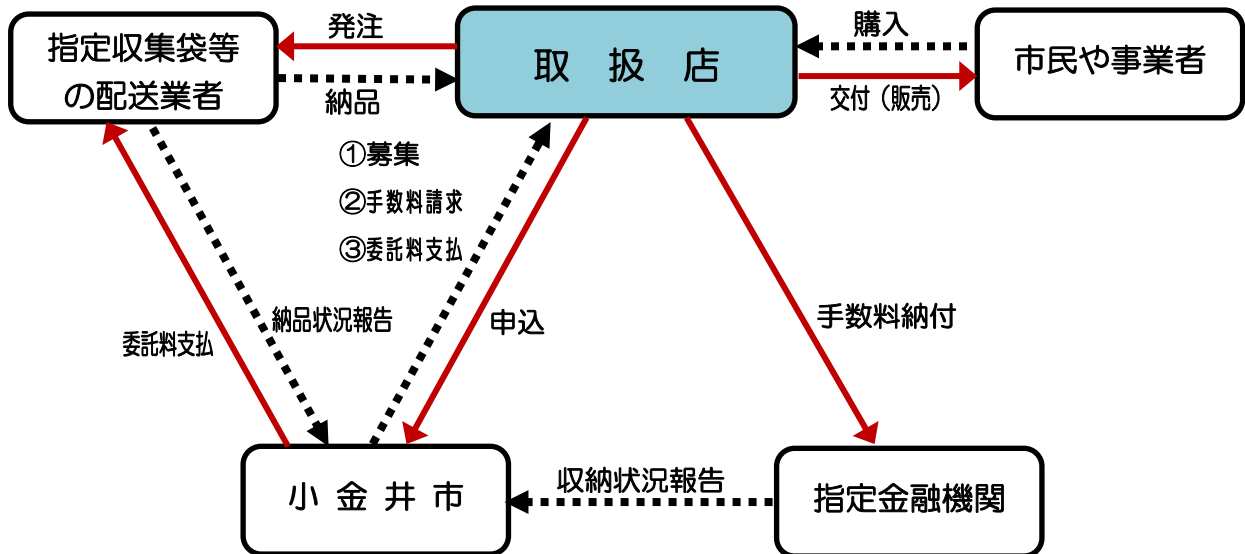 発注
購入
指定収集袋等
の配送業者
取扱店
市民や事業者
納品
交付（販売）
①募集
②手数料請求
③委託料支払
納品状況報告
申込
手数料納付
委託料支払
小金井市
収納状況報告
指定金融機関